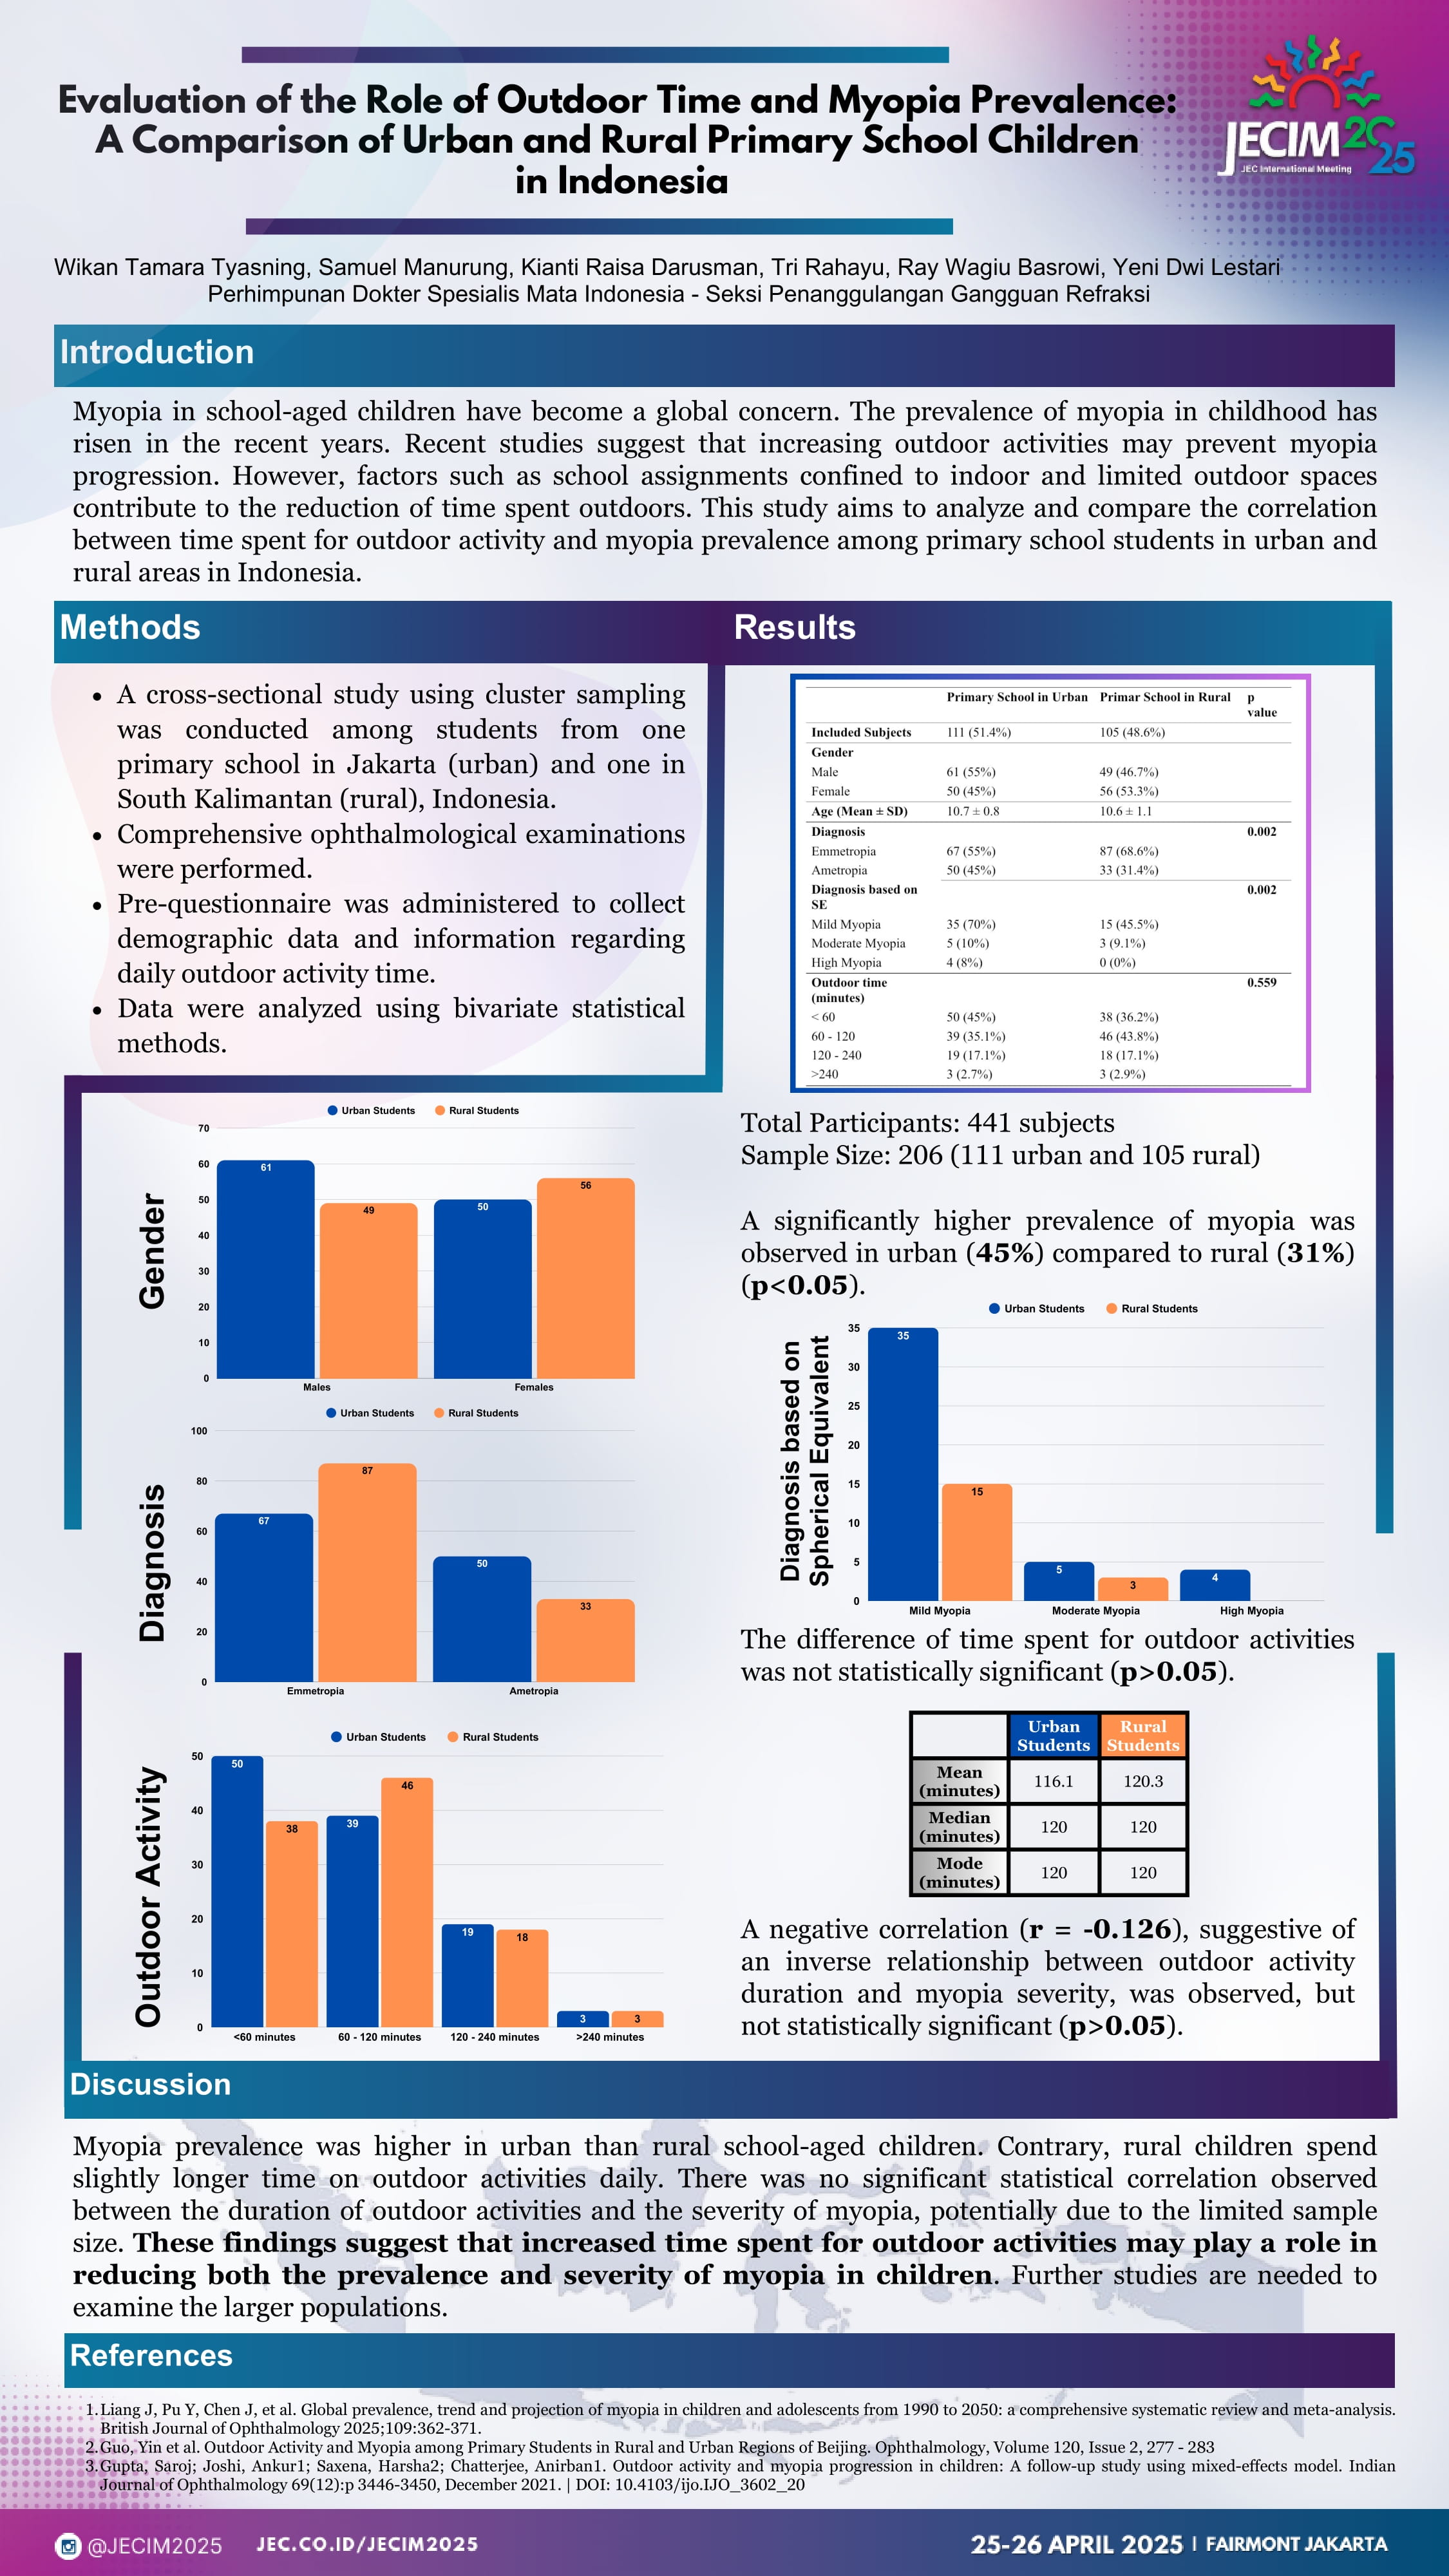 Evaluation of the Role of Outdoor Time and Myopia Prevalence:
A Comparison of Urban and Rural Primary School Children
in Indonesia
JECIM 2025
JEC International Meeting
Wikan Tamara Tyasning, Samuel Manurung, Kianti Raisa Darusman, Tri Rahayu, Ray Wagiu Basrowi, Yeni Dwi Lestari
Perhimpunan Dokter Spesialis Mata Indonesia - Seksi Penanggulangan Gangguan Refraksi
Introduction
Myopia in school-aged children have become a global concern. The prevalence of myopia in childhood has
risen in the recent years. Recent studies suggest that increasing outdoor activities may prevent myopia
progression. However, factors such as school assignments confined to indoor and limited outdoor spaces
contribute to the reduction of time spent outdoors. This study aims to analyze and compare the correlation
between time spent for outdoor activity and myopia prevalence among primary school students in urban and
rural areas in Indonesia.
Methods
• A cross-sectional study using cluster sampling
was conducted among students from one
primary school in Jakarta (urban) and one in
South Kalimantan (rural), Indonesia.
• Comprehensive ophthalmological examinations
were performed.
• Pre-questionnaire was administered to collect
demographic data and information regarding
daily outdoor activity time.
• Data were analyzed using bivariate statistical
methods.
Results
Primary School in Urban Primar School in Rural p
value
Included Subjects 111 (51.4%) 105 (48.6%)
Gender
Male 61 (55%) 49 (46.7%)
Female 50 (45%) 56 (53.3%)
Age (Mean ± SD) 10.7 ± 0.8 10.6 ± 1.1
Diagnosis 0.002
Emmetropia 67 (55%) 87 (68.6%)
Ametropia 50 (45%) 33 (31.4%)
Diagnosis based on 0.002
SE
Mild Myopia 35 (70%) 15 (45.5%)
Moderate Myopia 5 (10%) 3 (9.1%)
High Myopia 4 (8%) 0 (0%)
Outdoor time 0.559
(minutes)
< 60 50 (45%) 38 (36.2%)
60 - 120 39 (35.1%) 46 (43.8%)
120 - 240 19 (17.1%) 18 (17.1%)
>240 3 (2.7%) 3 (2.9%)
Gender
Urban Students Rural Students
70
60
50
40
30
20
10
0
61
49
50
56
Males Females
Diagnosis
Urban Students Rural Students
100
80
60
40
20
0
67
87
50
33
Emmetropia Ametropia
Outdoor Activity
Urban Students Rural Students
50
40
30
20
10
0
50
38
39
46
19
18
3
3
<60 minutes 60 - 120 minutes 120 - 240 minutes >240 minutes
Total Participants: 441 subjects
Sample Size: 206 (111 urban and 105 rural)
A significantly higher prevalence of myopia was
observed in urban (45%) compared to rural (31%)
(p<0.05).
Diagnosis based on
Spherical Equivalent
Urban Students Rural Students
35
30
25
20
15
10
5
0
35
15
5
3
4
Mild Myopia Moderate Myopia High Myopia
The difference of time spent for outdoor activities
was not statistically significant (p>0.05).
Urban Rural
Students Students
Mean
(minutes) 116.1 120.3
Median
(minutes) 120 120
Mode
(minutes) 120 120
A negative correlation (r = -0.126), suggestive of
an inverse relationship between outdoor activity
duration and myopia severity, was observed, but
not statistically significant (p>0.05).
Discussion
Myopia prevalence was higher in urban than rural school-aged children. Contrary, rural children spend
slightly longer time on outdoor activities daily. There was no significant statistical correlation observed
between the duration of outdoor activities and the severity of myopia, potentially due to the limited sample
size. These findings suggest that increased time spent for outdoor activities may play a role in
reducing both the prevalence and severity of myopia in children. Further studies are needed to
examine the larger populations.
References
1. Liang J, Pu Y, Chen J, et al. Global prevalence, trend and projection of myopia in children and adolescents from 1990 to 2050: a comprehensive systematic review and meta-analysis.
British Journal of Ophthalmology 2025;109:362-371.
2. Guo, Yin et al. Outdoor Activity and Myopia among Primary Students in Rural and Urban Regions of Beijing. Ophthalmology, Volume 120, Issue 2, 277 - 283
3. Gupta, Saroj; Joshi, Ankur1; Saxena, Harsha2; Chatterjee, Anirban1. Outdoor activity and myopia progression in children: A follow-up study using mixed-effects model. Indian
Journal of Ophthalmology 69(12):p 3446-3450, December 2021. | DOI: 10.4103/ijo.IJO_3602_20
@JECIM2025 JEC.CO.ID/JECIM2025 25-26 APRIL 2025 | FAIRMONT JAKARTA